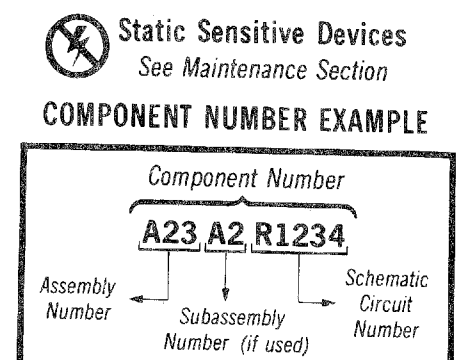 Static Sensitive Devices
See Maintenance Section
COMPONENT NUMBER EXAMPLE
Component Number
A23 A2 R1234
Assembly
Number
Subassembly
Number (if used)
Schematic
Circuit
Number